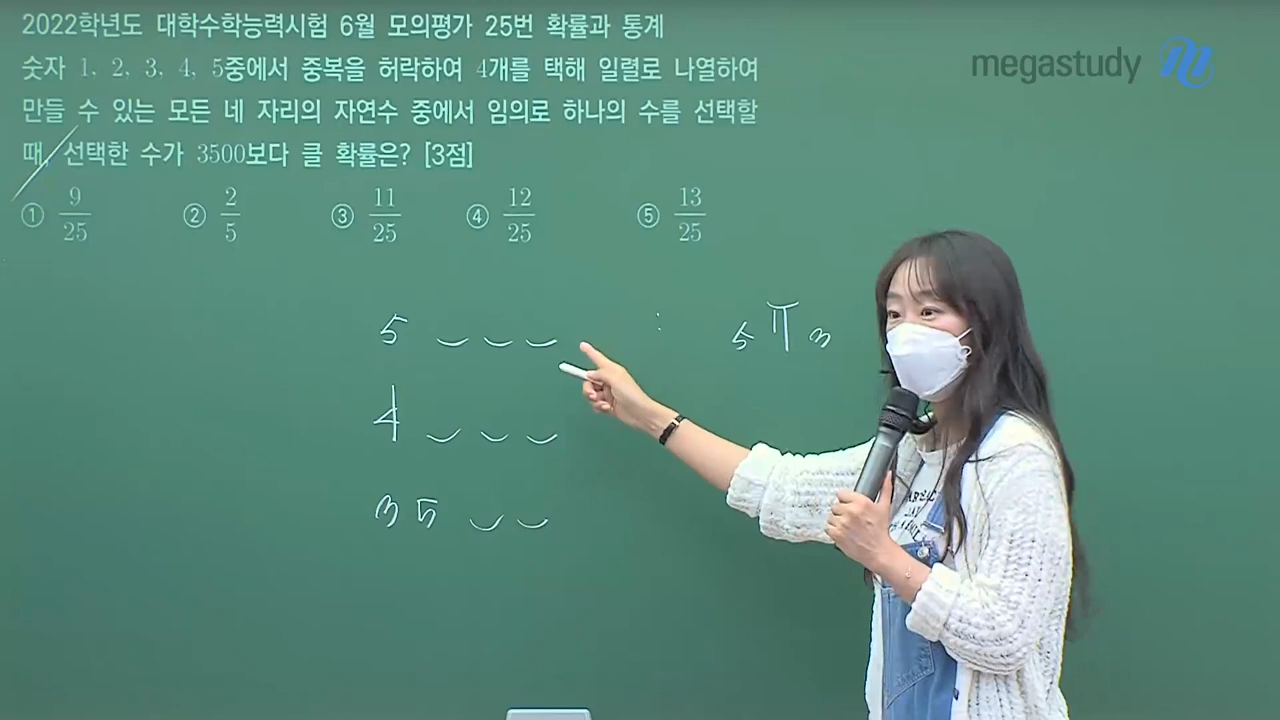 2022학년도 대학수학능력시험 6월 모의평가 25번 확률과 통계
숫자 1, 2, 3, 4, 5중에서 중복을 허락하여 4개를 택해 일렬로 나열하여
만들 수 있는 모든 네 자리의 자연수 중에서 임의로 하나의 수를 선택할
때, 선택한 수가 3500보다 클 확률은? [3점]
① 9/25 ② 2/5 ③ 11/25 ④ 12/25 ⑤ 13/25
megastudy
5 : 5 Π 3
4
3 5